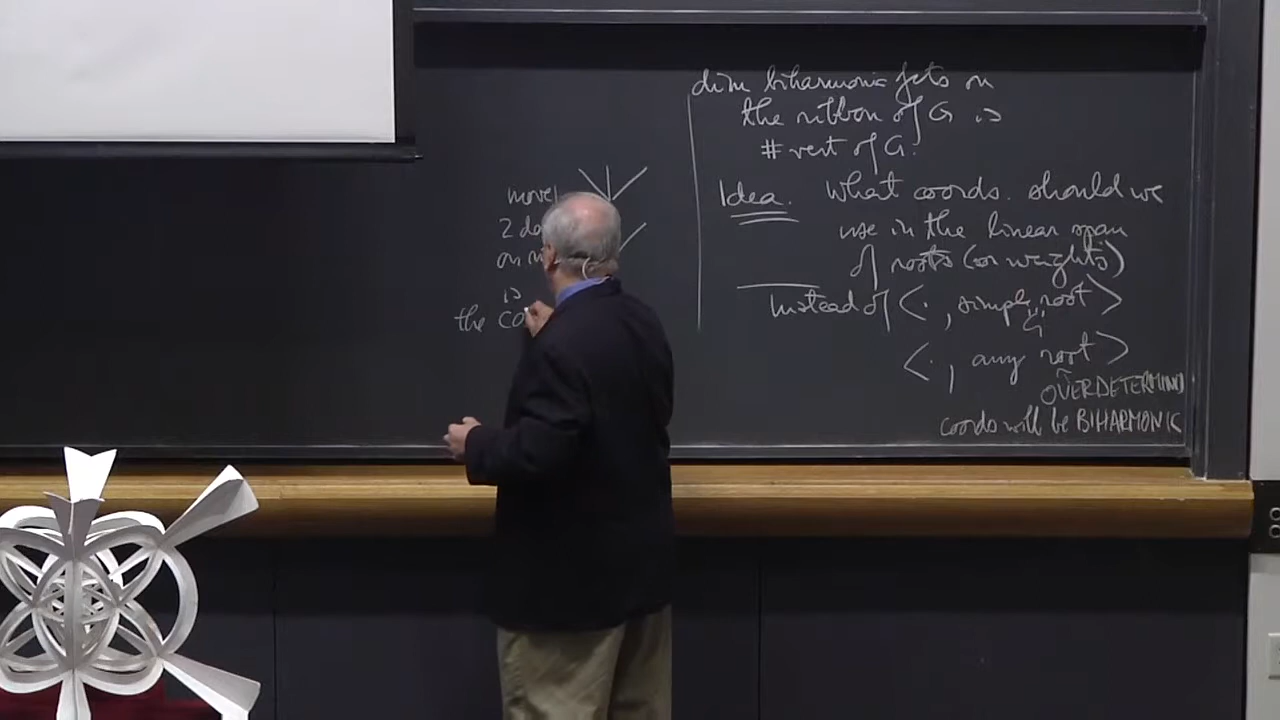 move
2
on
is
the
dim biharmonic fcts on
the ribbon of G is
# vert of G.
Idea. What coords. should we
use in the linear span
of roots (or weights)
Instead of < · , simple root >
< · , any root >
OVERDETERMIND
coords will be BIHARMONIC